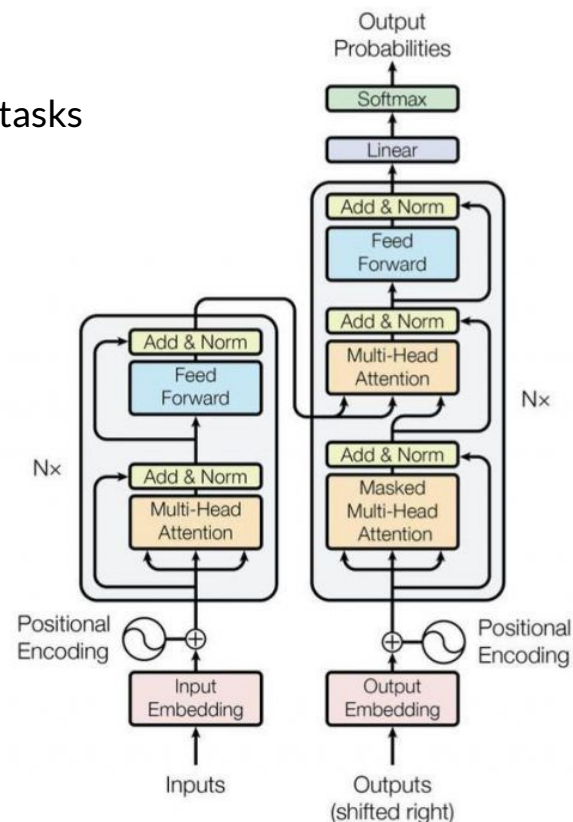 tasks
Output
Probabilities
Softmax
Linear
Add & Norm
Feed
Forward
Add & Norm
Multi-Head
Attention
Nx
Add & Norm
Masked
Multi-Head
Attention
Add & Norm
Feed
Forward
Nx
Add & Norm
Multi-Head
Attention
Positional
Encoding
Positional
Encoding
Input
Embedding
Output
Embedding
Inputs
Outputs
(shifted right)